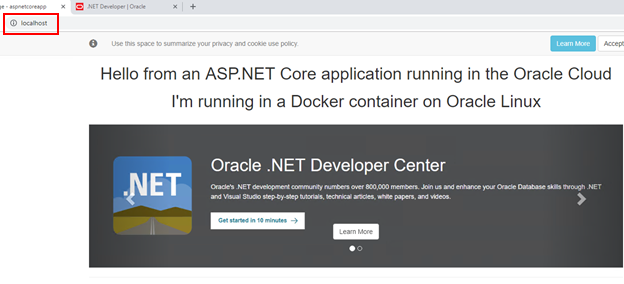 ge - aspnetcoreapp
.NET Developer | Oracle
localhost
Use this space to summarize your privacy and cookie use policy.
Learn More
Accept
Hello from an ASP.NET Core application running in the Oracle Cloud
I'm running in a Docker container on Oracle Linux
.NET
Oracle .NET Developer Center
Oracle's .NET development community numbers over 800,000 members. Join us and enhance your Oracle Database skills through .NET
and Visual Studio step-by-step tutorials, technical articles, white papers, and videos.
Get started in 10 minutes
Learn More